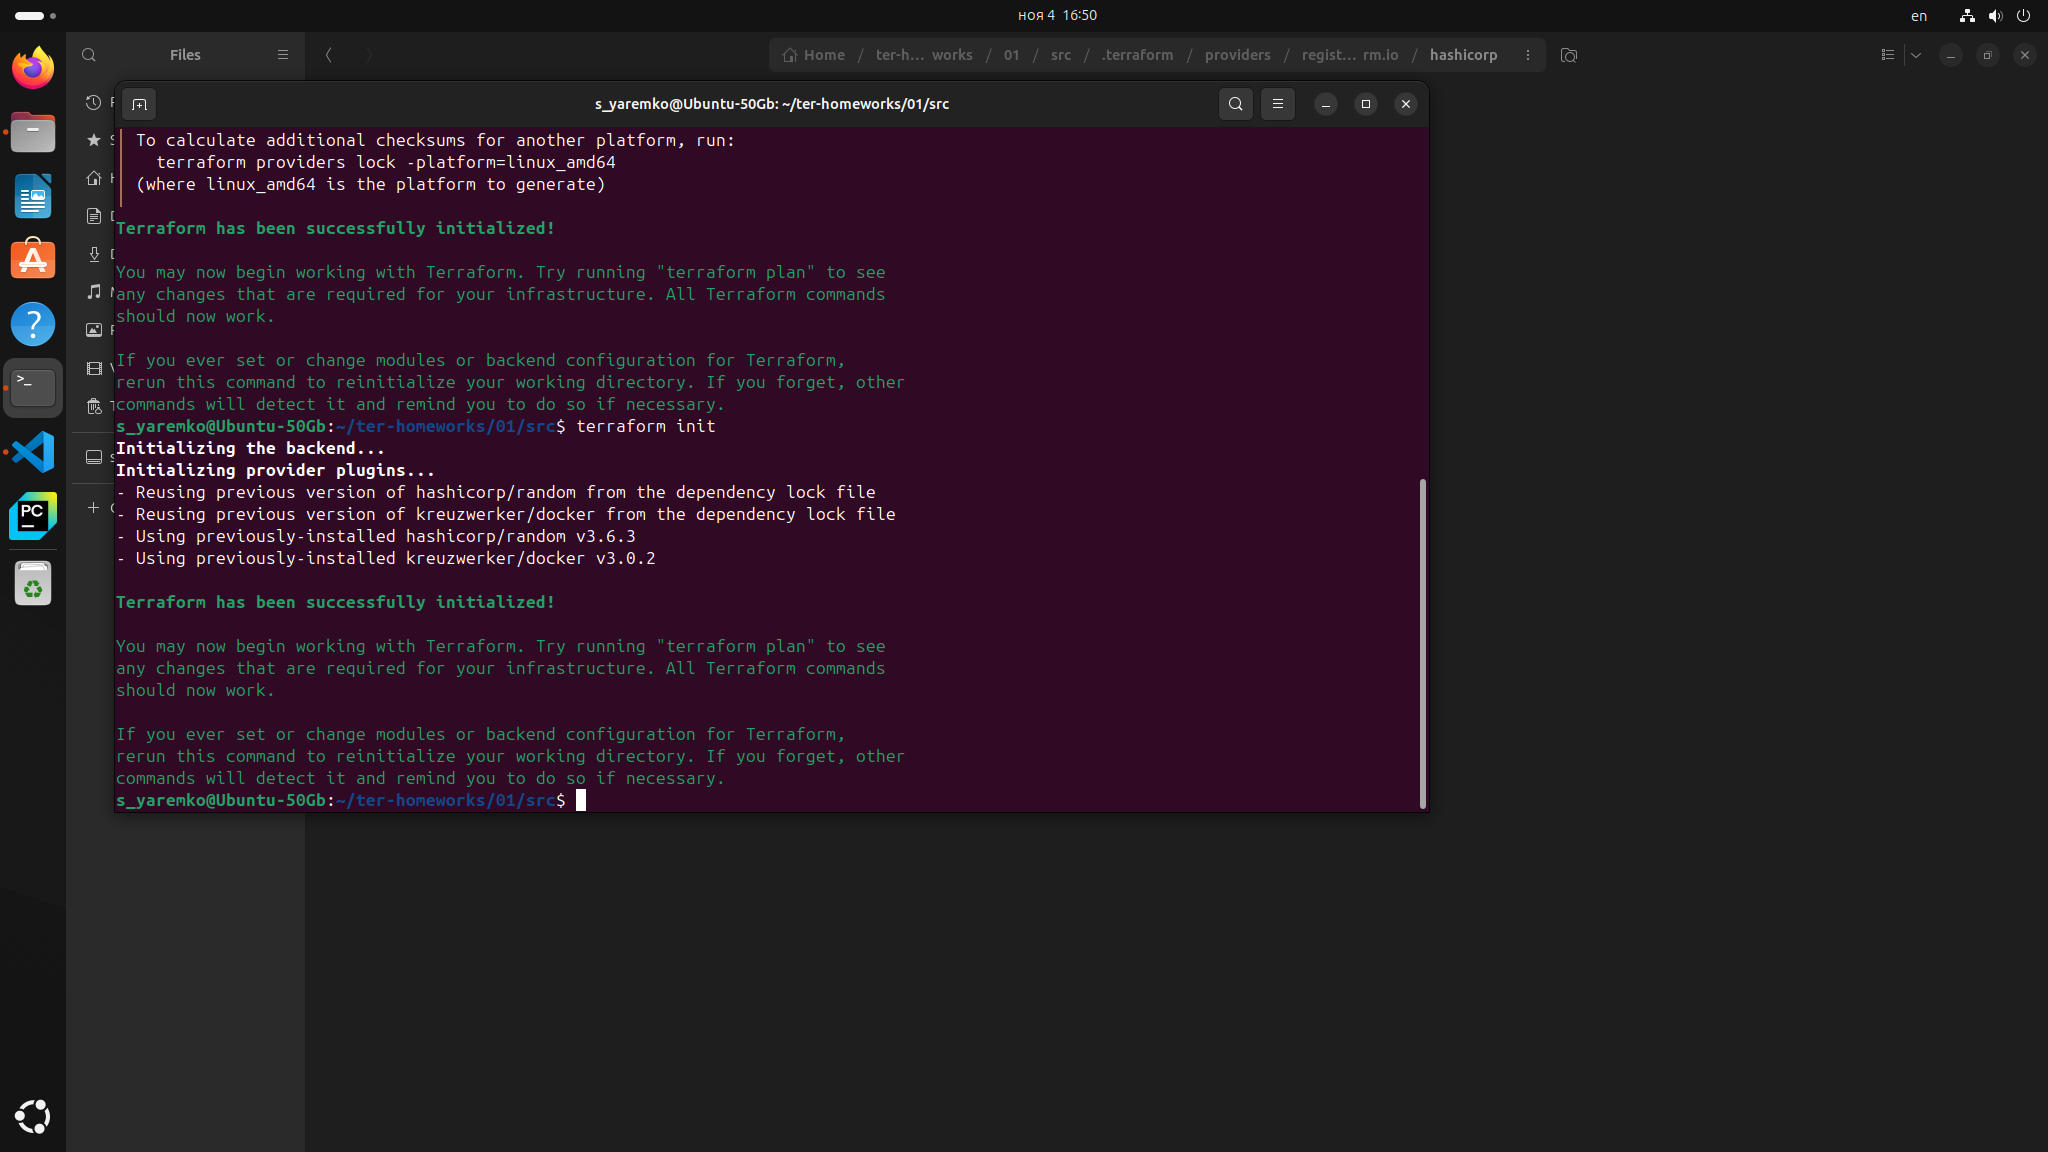 ноя 4 16:50
en
Files
Home / ter-h... works / 01 / src / .terraform / providers / regist... rm.io / hashicorp
s_yaremko@Ubuntu-50Gb: ~/ter-homeworks/01/src
To calculate additional checksums for another platform, run:
terraform providers lock -platform=linux_amd64
(where linux_amd64 is the platform to generate)
Terraform has been successfully initialized!
You may now begin working with Terraform. Try running "terraform plan" to see
any changes that are required for your infrastructure. All Terraform commands
should now work.
If you ever set or change modules or backend configuration for Terraform,
rerun this command to reinitialize your working directory. If you forget, other
commands will detect it and remind you to do so if necessary.
s_yaremko@Ubuntu-50Gb:~/ter-homeworks/01/src$ terraform init
Initializing the backend...
Initializing provider plugins...
- Reusing previous version of hashicorp/random from the dependency lock file
- Reusing previous version of kreuzwerker/docker from the dependency lock file
- Using previously-installed hashicorp/random v3.6.3
- Using previously-installed kreuzwerker/docker v3.0.2
Terraform has been successfully initialized!
You may now begin working with Terraform. Try running "terraform plan" to see
any changes that are required for your infrastructure. All Terraform commands
should now work.
If you ever set or change modules or backend configuration for Terraform,
rerun this command to reinitialize your working directory. If you forget, other
commands will detect it and remind you to do so if necessary.
s_yaremko@Ubuntu-50Gb:~/ter-homeworks/01/src$
PC